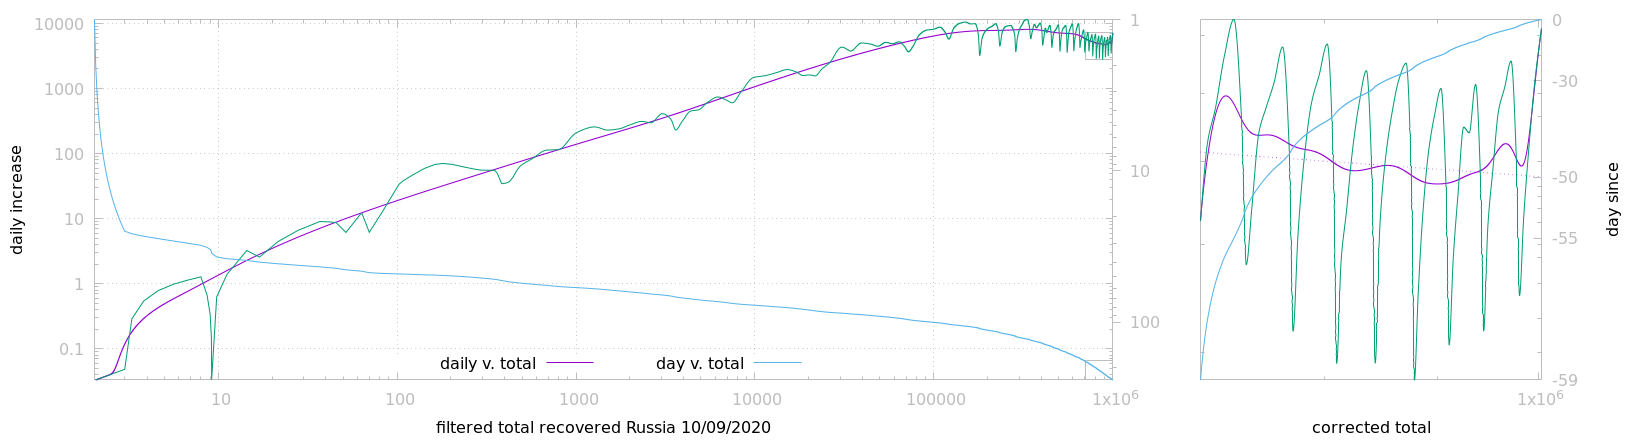 10000
1000
100
10
1
0.1
daily increase
daily v. total
day v. total
10
100
1000
10000
100000
1x10^6
filtered total recovered Russia 10/09/2020
1
10
100
1x10^6
corrected total
0
-30
-50
-55
-59
day since